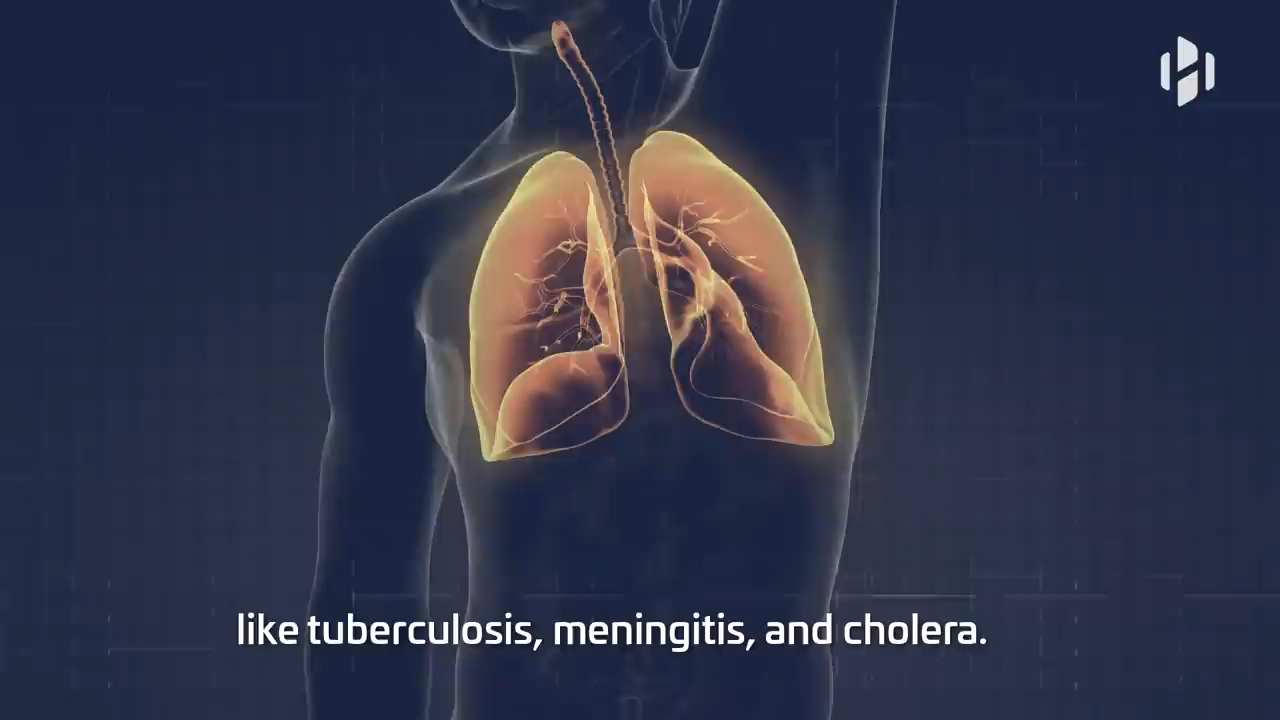 like tuberculosis, meningitis, and cholera.